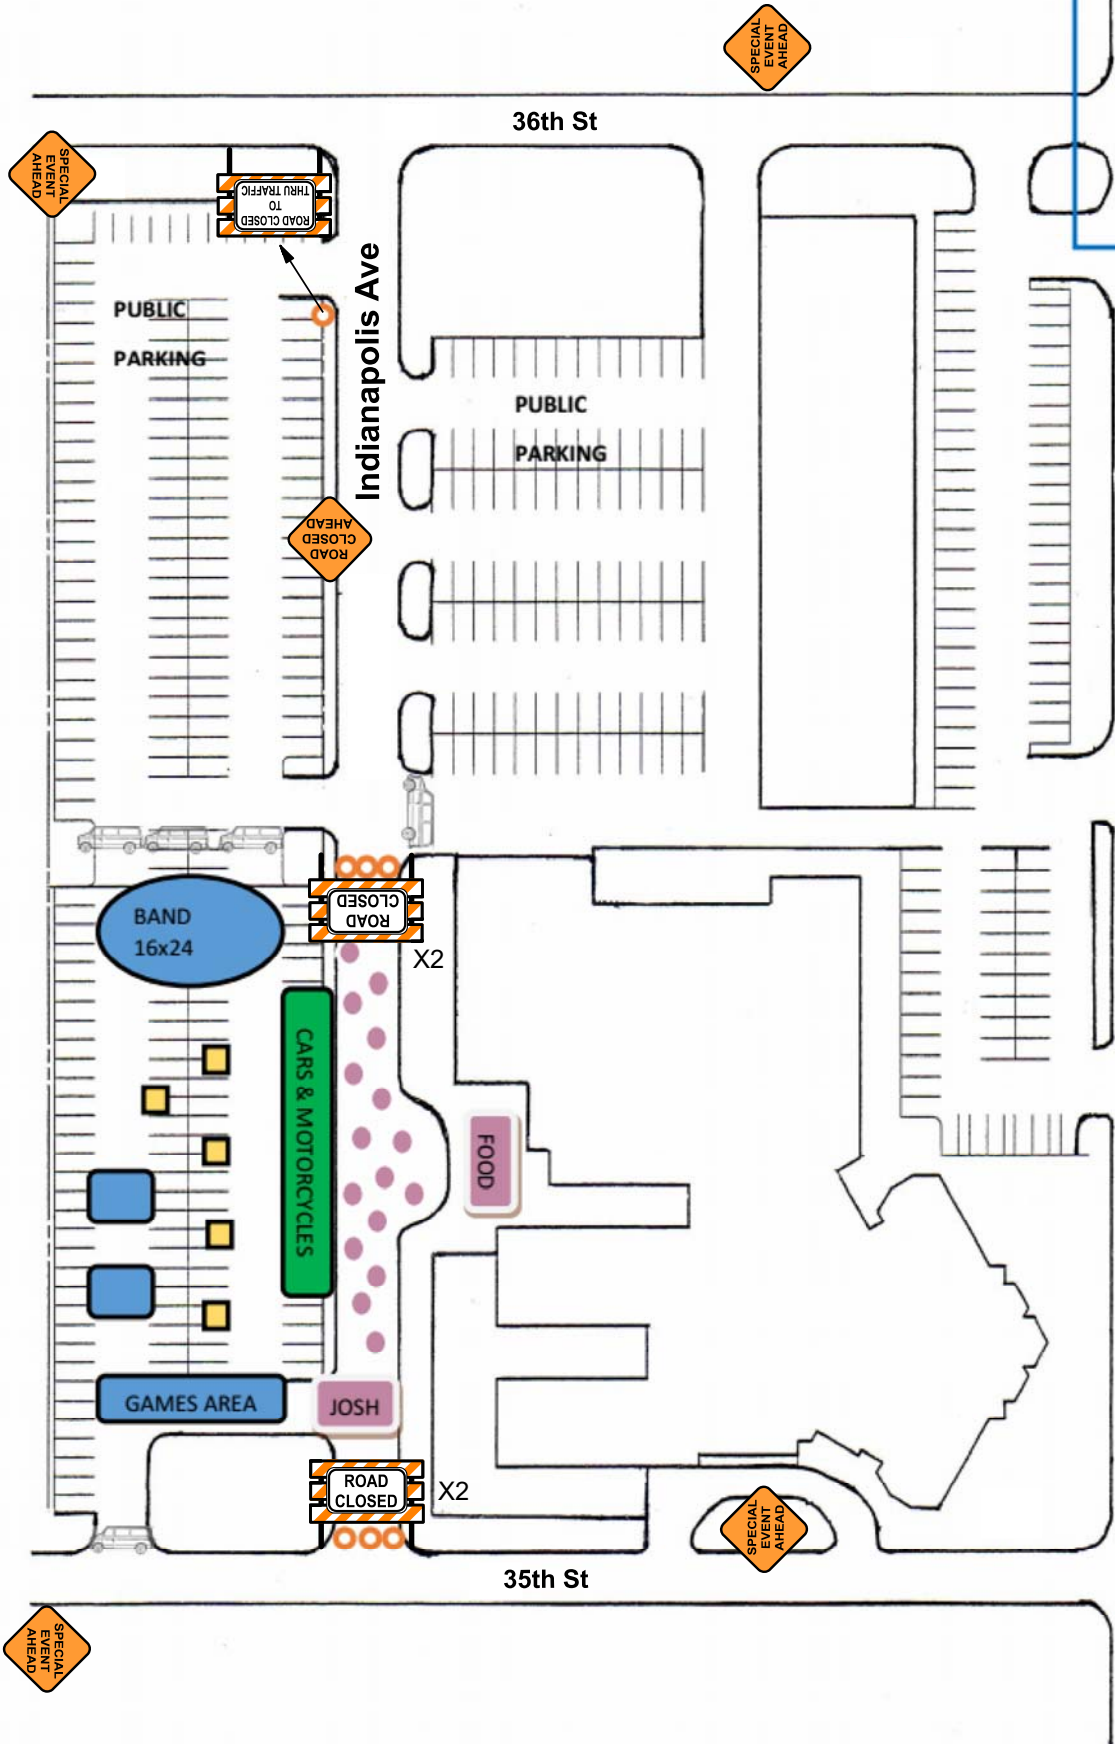 SPECIAL
EVENT
AHEAD
36th St
SPECIAL
EVENT
AHEAD
ROAD CLOSED
TO
THRU TRAFFIC
Indianapolis Ave
PUBLIC
PARKING
PUBLIC
PARKING
ROAD
CLOSED
AHEAD
BAND
16x24
ROAD
CLOSED
X2
CARS & MOTORCYCLES
FOOD
GAMES AREA
JOSH
ROAD
CLOSED
X2
SPECIAL
EVENT
AHEAD
35th St
SPECIAL
EVENT
AHEAD